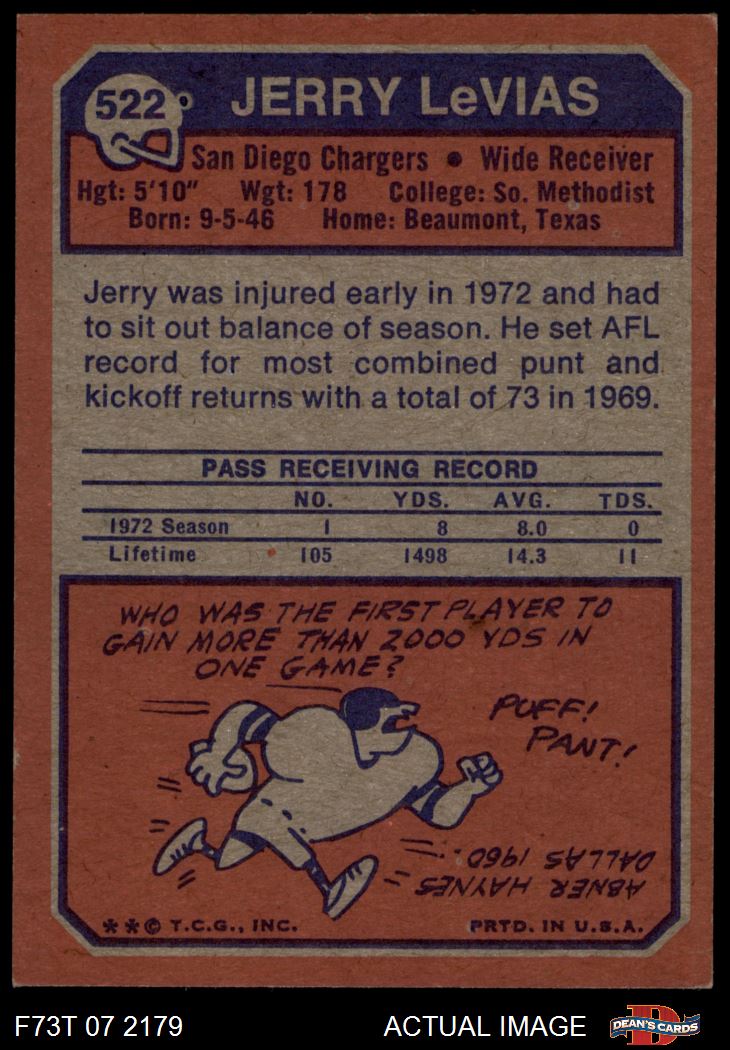 522
JERRY LeVIAS
San Diego Chargers • Wide Receiver
Hgt: 5'10" Wgt: 178 College: So. Methodist
Born: 9-5-46 Home: Beaumont, Texas
Jerry was injured early in 1972 and had
to sit out balance of season. He set AFL
record for most combined punt and
kickoff returns with a total of 73 in 1969.
PASS RECEIVING RECORD
NO. YDS. AVG. TDS.
1972 Season 1 8 8.0 0
Lifetime 105 1498 14.3 11
WHO WAS THE FIRST PLAYER TO
GAIN MORE THAN 2000 YDS IN
ONE GAME?
PUFF!
PANT!
ABNER HAYNES
DALLAS 1960
**© T.C.G., INC. PRTD. IN U.S.A.
F73T 07 2179 ACTUAL IMAGE D DEAN'S CARDS